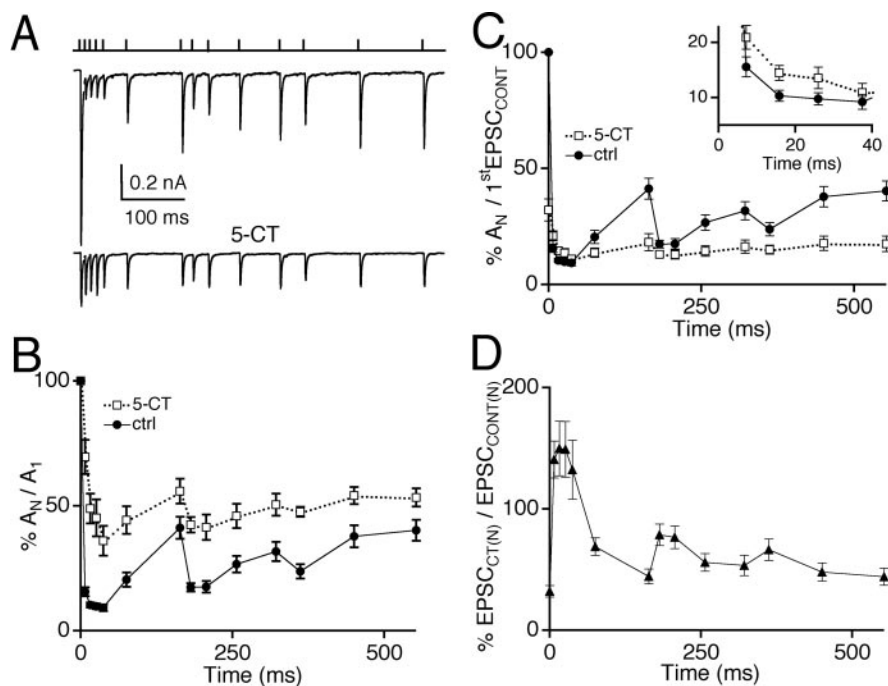 A
0.2 nA
100 ms
5-CT
B
100
50
0
% A_N / A_1
5-CT
ctrl
0
250
500
Time (ms)
C
100
50
0
% A_N / 1^stEPSC_CONT
5-CT
ctrl
0
250
500
Time (ms)
20
10
0
20
40
Time (ms)
D
200
100
0
% EPSC_CT(N) / EPSC_CONT(N)
0
250
500
Time (ms)